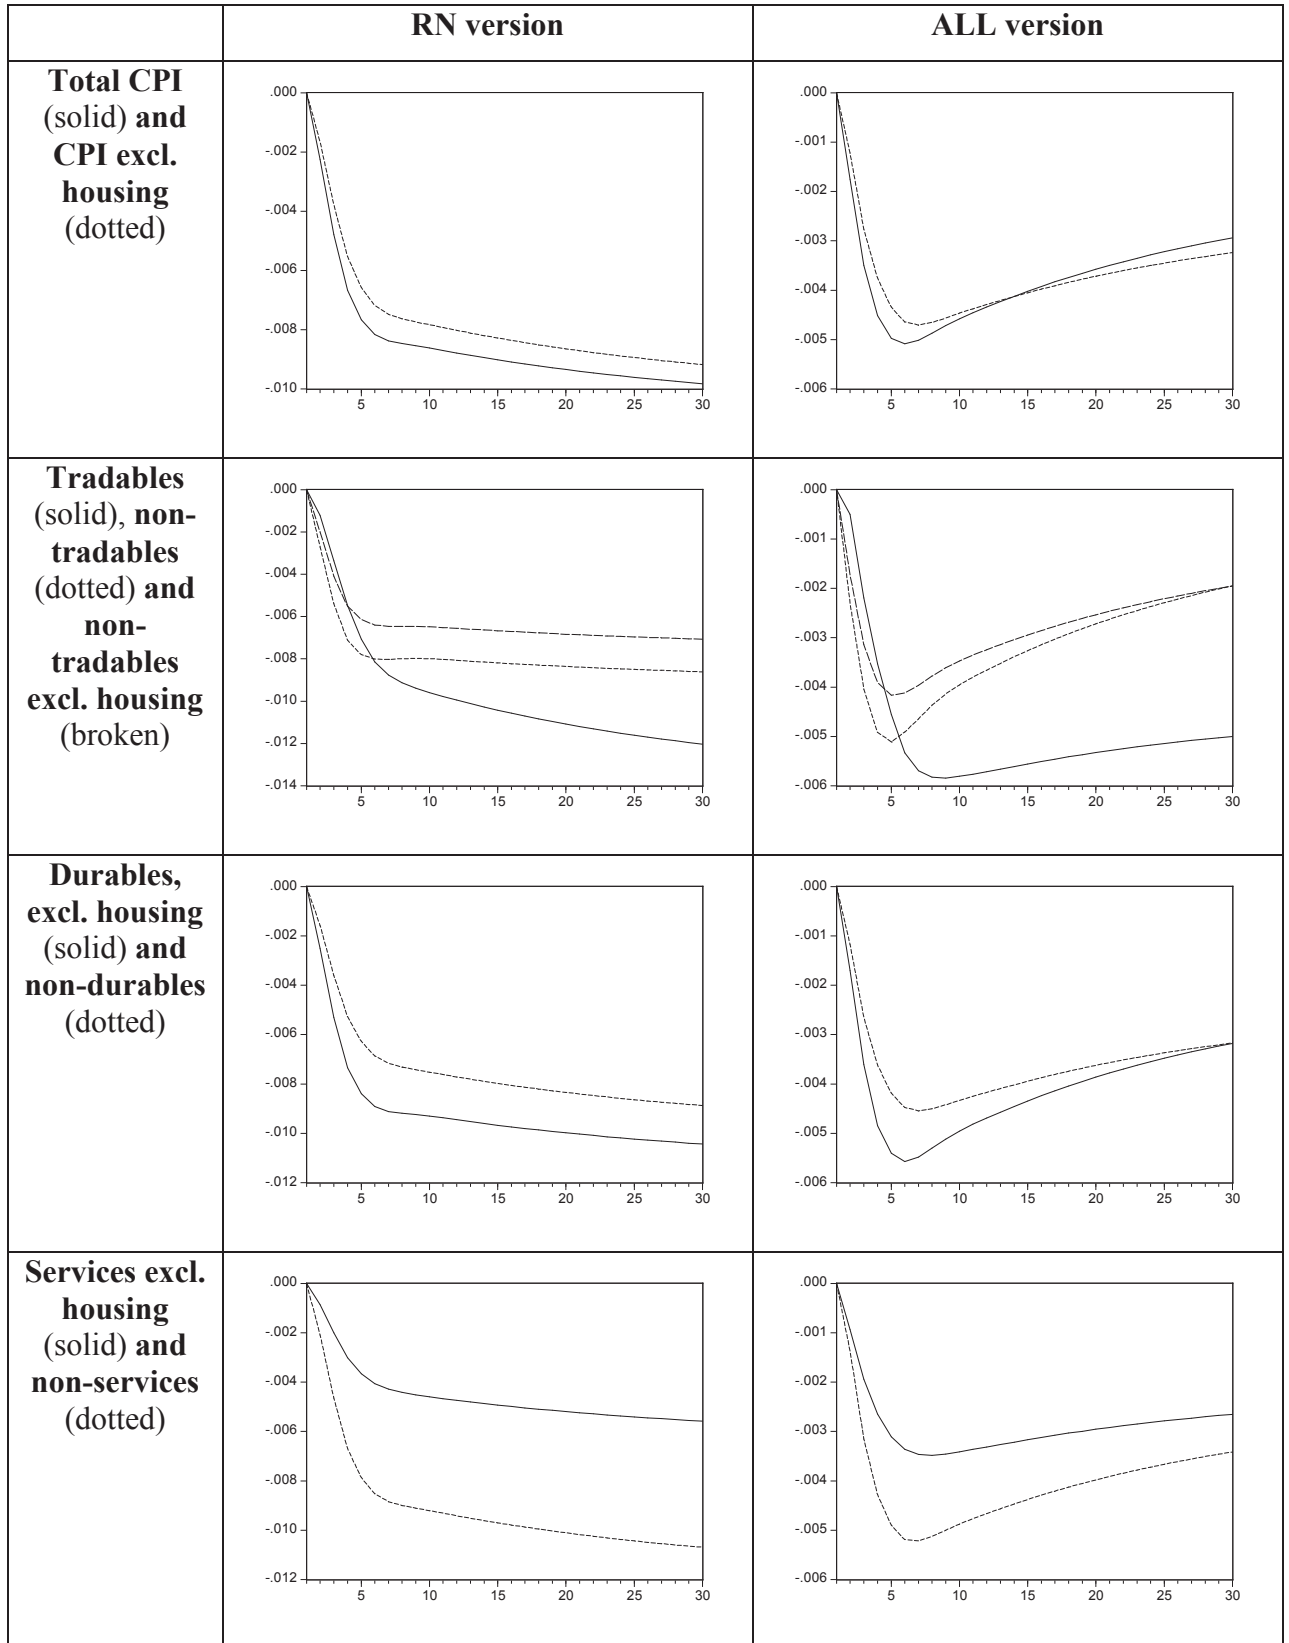 RN version
ALL version
Total CPI
(solid) and
CPI excl.
housing
(dotted)
.000
-.002
-.004
-.006
-.008
-.010
5 10 15 20 25 30
.000
-.001
-.002
-.003
-.004
-.005
-.006
5 10 15 20 25 30
Tradables
(solid), non-
tradables
(dotted) and
non-
tradables
excl. housing
(broken)
.000
-.002
-.004
-.006
-.008
-.010
-.012
-.014
5 10 15 20 25 30
.000
-.001
-.002
-.003
-.004
-.005
-.006
5 10 15 20 25 30
Durables,
excl. housing
(solid) and
non-durables
(dotted)
.000
-.002
-.004
-.006
-.008
-.010
-.012
5 10 15 20 25 30
.000
-.001
-.002
-.003
-.004
-.005
-.006
5 10 15 20 25 30
Services excl.
housing
(solid) and
non-services
(dotted)
.000
-.002
-.004
-.006
-.008
-.010
-.012
5 10 15 20 25 30
.000
-.001
-.002
-.003
-.004
-.005
-.006
5 10 15 20 25 30